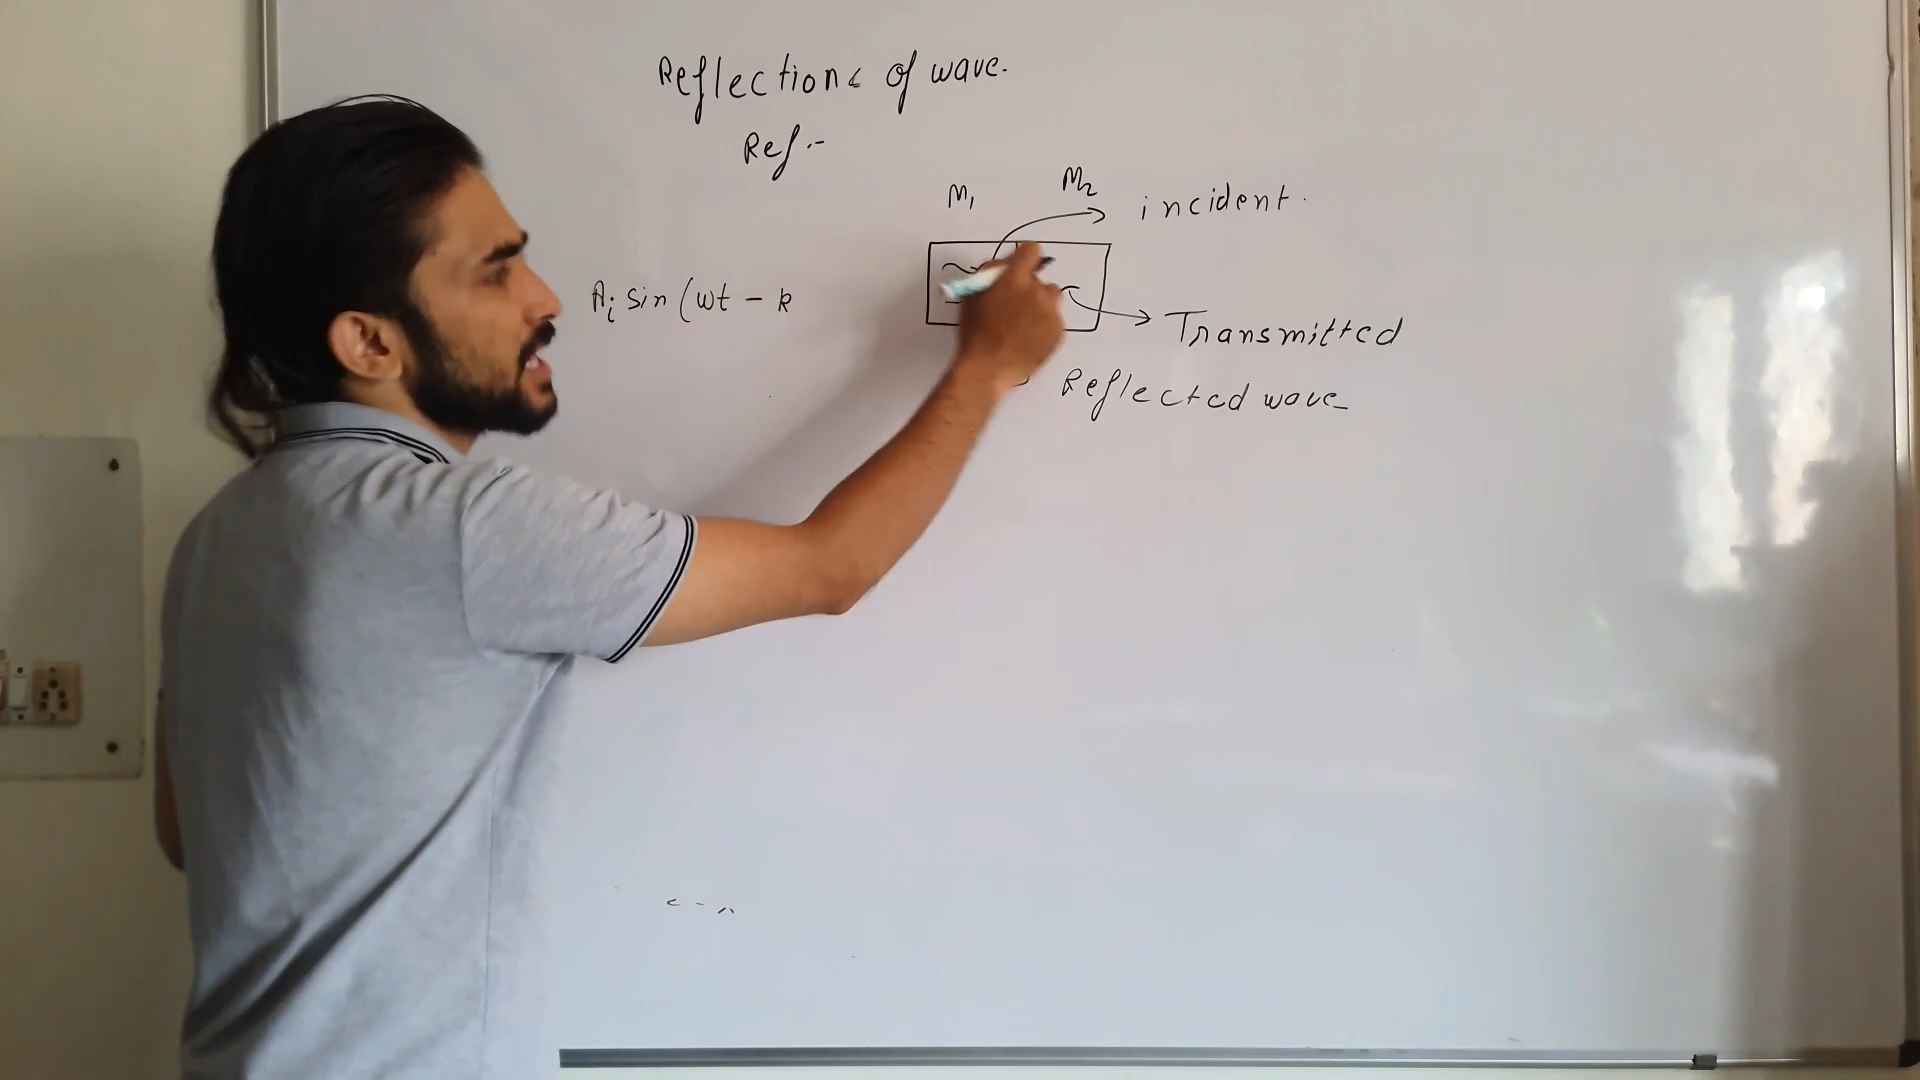 Reflections of wave.
Ref :-
M₁ M₂
incident.
Aᵢ sin (wt - k
Transmitted
Reflected wave